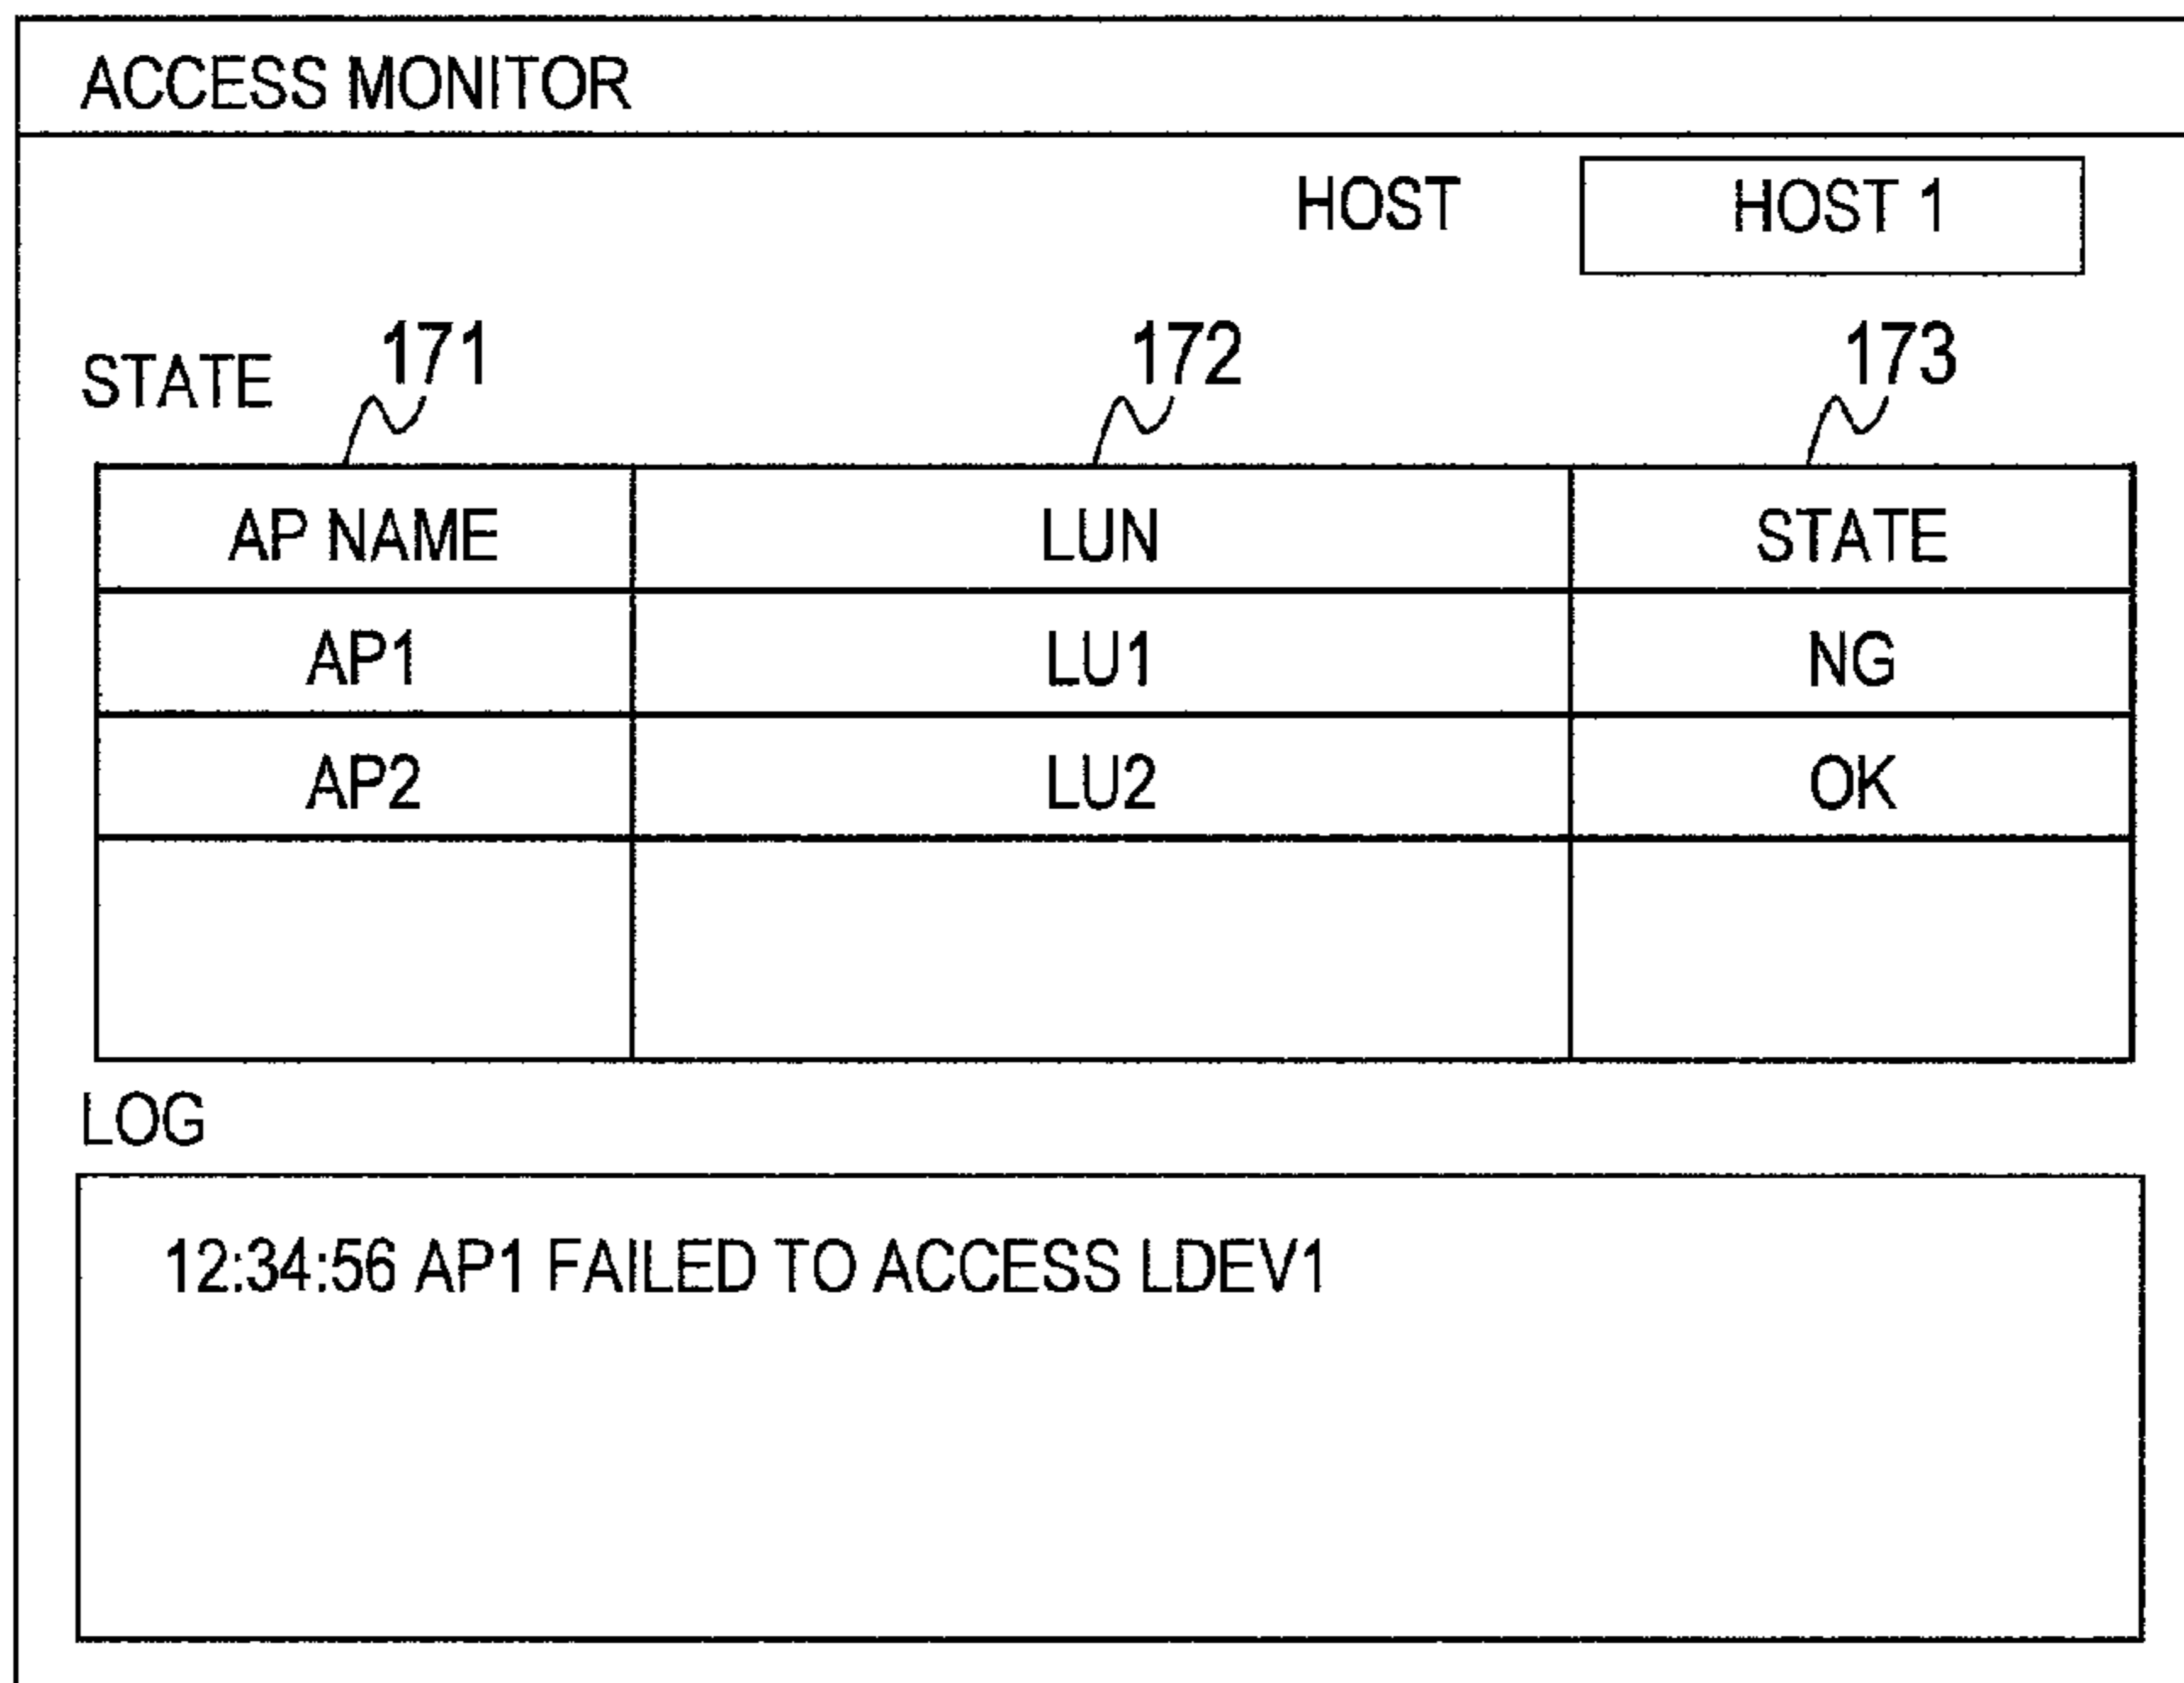 ACCESS MONITOR
HOST HOST 1
STATE 171 172 173
AP NAME LUN STATE
AP1 LU1 NG
AP2 LU2 OK
LOG
12:34:56 AP1 FAILED TO ACCESS LDEV1